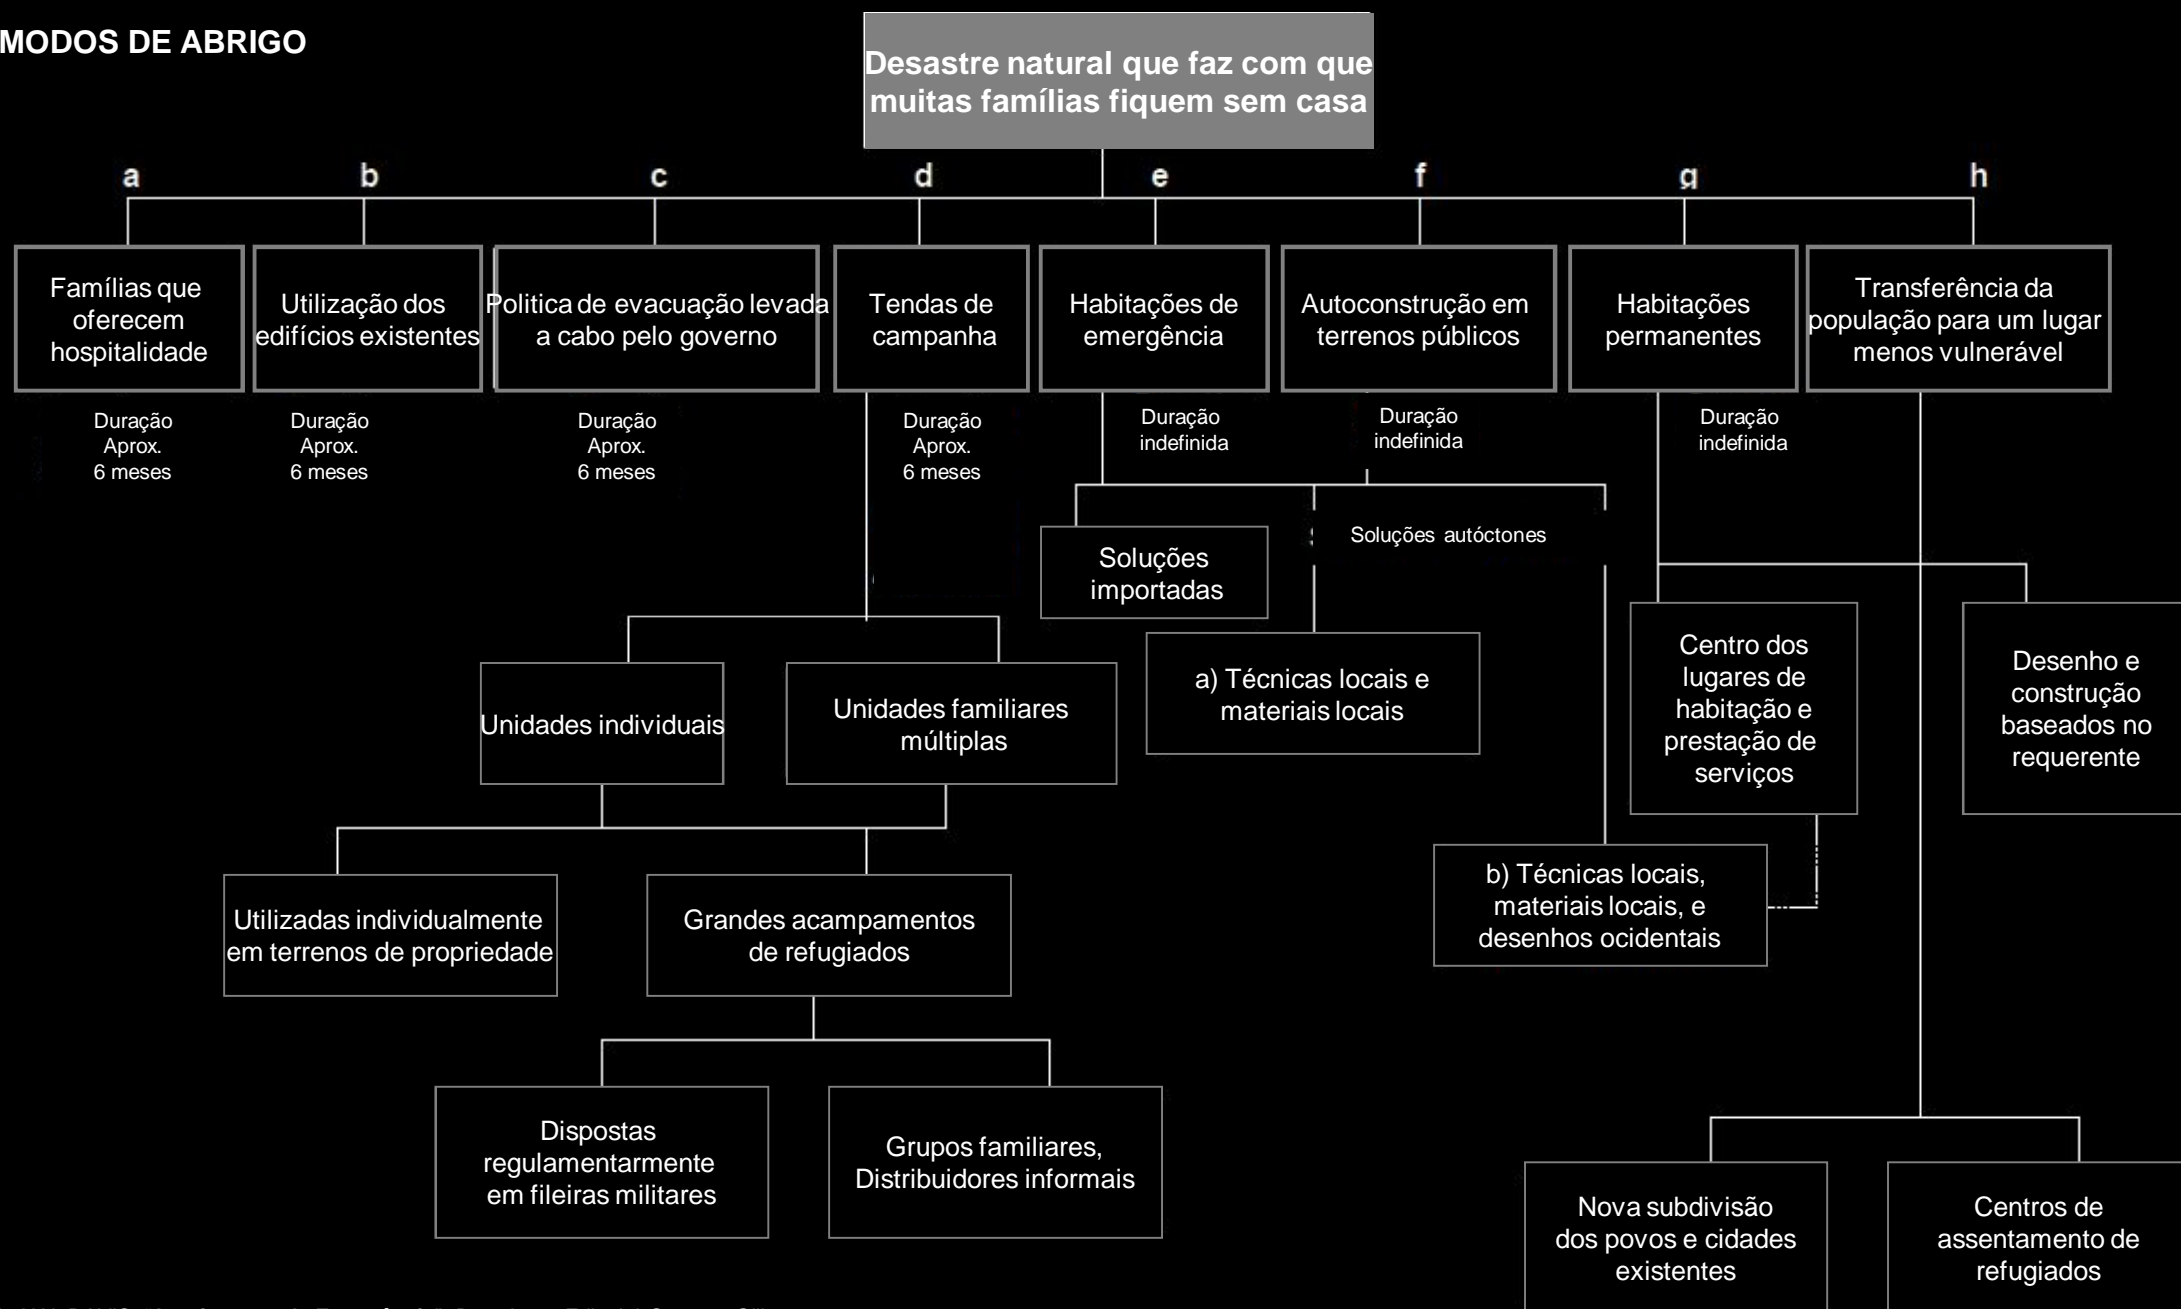 MODOS DE ABRIGO
Desastre natural que faz com que
muitas famílias fiquem sem casa
a
b
c
d
e
f
g
h
Famílias que
oferecem
hospitalidade
Utilização dos
edifícios existentes
Politica de evacuação levada
a cabo pelo governo
Tendas de
campanha
Habitações de
emergência
Autoconstrução em
terrenos públicos
Habitações
permanentes
Transferência da
população para um lugar
menos vulnerável
Duração
Aprox.
6 meses
Duração
Aprox.
6 meses
Duração
Aprox.
6 meses
Duração
Aprox.
6 meses
Duração
indefinida
Duração
indefinida
Duração
indefinida
Soluções
importadas
Soluções autóctones
a) Técnicas locais e
materiais locais
Centro dos
lugares de
habitação e
prestação de
serviços
Desenho e
construção
baseados no
requerente
Unidades individuais
Unidades familiares
múltiplas
b) Técnicas locais,
materiais locais, e
desenhos ocidentais
Utilizadas individualmente
em terrenos de propriedade
Grandes acampamentos
de refugiados
Dispostas
regulamentarmente
em fileiras militares
Grupos familiares,
Distribuidores informais
Nova subdivisão
dos povos e cidades
existentes
Centros de
assentamento de
refugiados